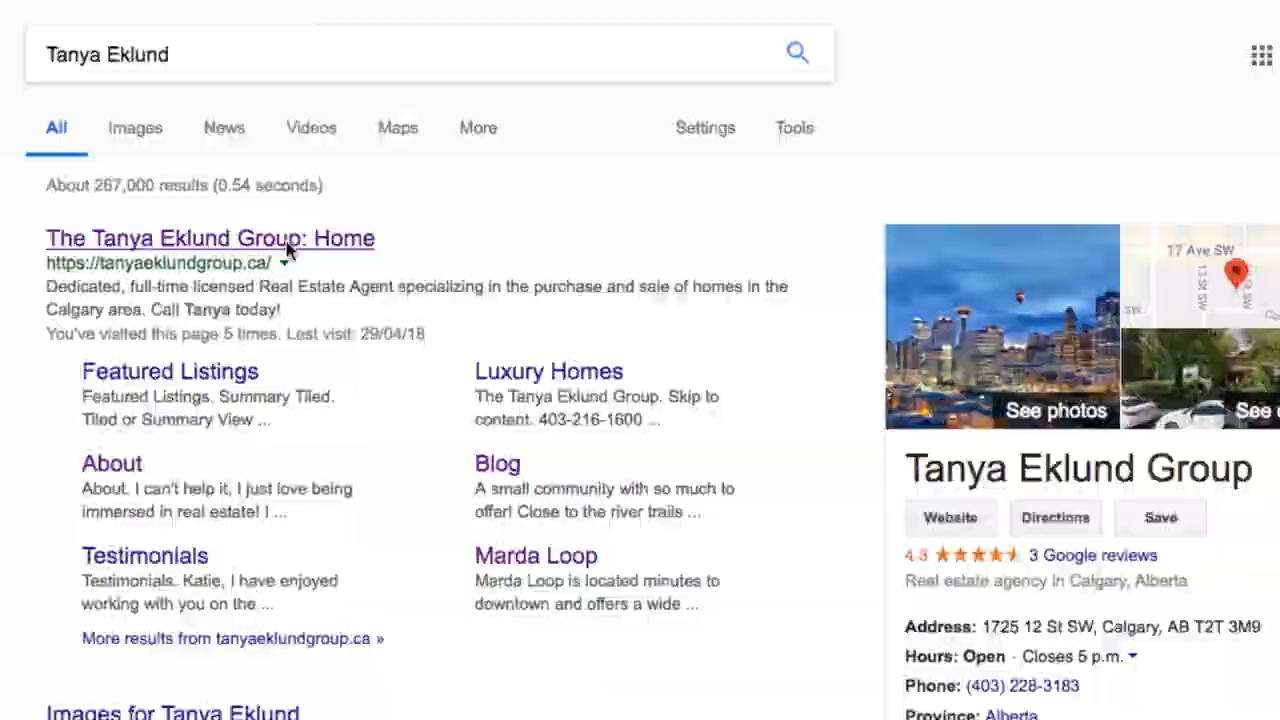 Tanya Eklund
All Images News Videos Maps More Settings Tools
About 267,000 results (0.54 seconds)
The Tanya Eklund Group: Home
https://tanyaeklundgroup.ca/
Dedicated, full-time licensed Real Estate Agent specializing in the purchase and sale of homes in the
Calgary area. Call Tanya today!
You've visited this page 5 times. Last visit: 29/04/18
Featured Listings
Featured Listings. Summary Tiled.
Tiled or Summary View ...
Luxury Homes
The Tanya Eklund Group. Skip to
content. 403-216-1600 ...
About
About. I can't help it, I just love being
immersed in real estate! I ...
Blog
A small community with so much to
offer! Close to the river trails ...
Testimonials
Testimonials. Katie, I have enjoyed
working with you on the ...
Marda Loop
Marda Loop is located minutes to
downtown and offers a wide ...
More results from tanyaeklundgroup.ca »
Images for Tanya Eklund
17 Ave SW
13 St SW
SW
See photos
See
Tanya Eklund Group
Website Directions Save
4.3 3 Google reviews
Real estate agency in Calgary, Alberta
Address: 1725 12 St SW, Calgary, AB T2T 3M9
Hours: Open · Closes 5 p.m.
Phone: (403) 228-3183
Province: Alberta